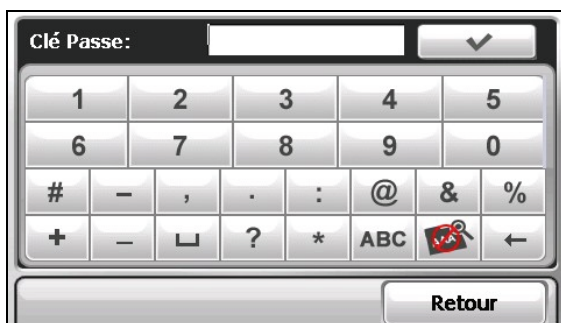 Clé Passe:
1 2 3 4 5
6 7 8 9 0
# – , . : @ & %
+ _ ⌴ ? * ABC ←
Retour